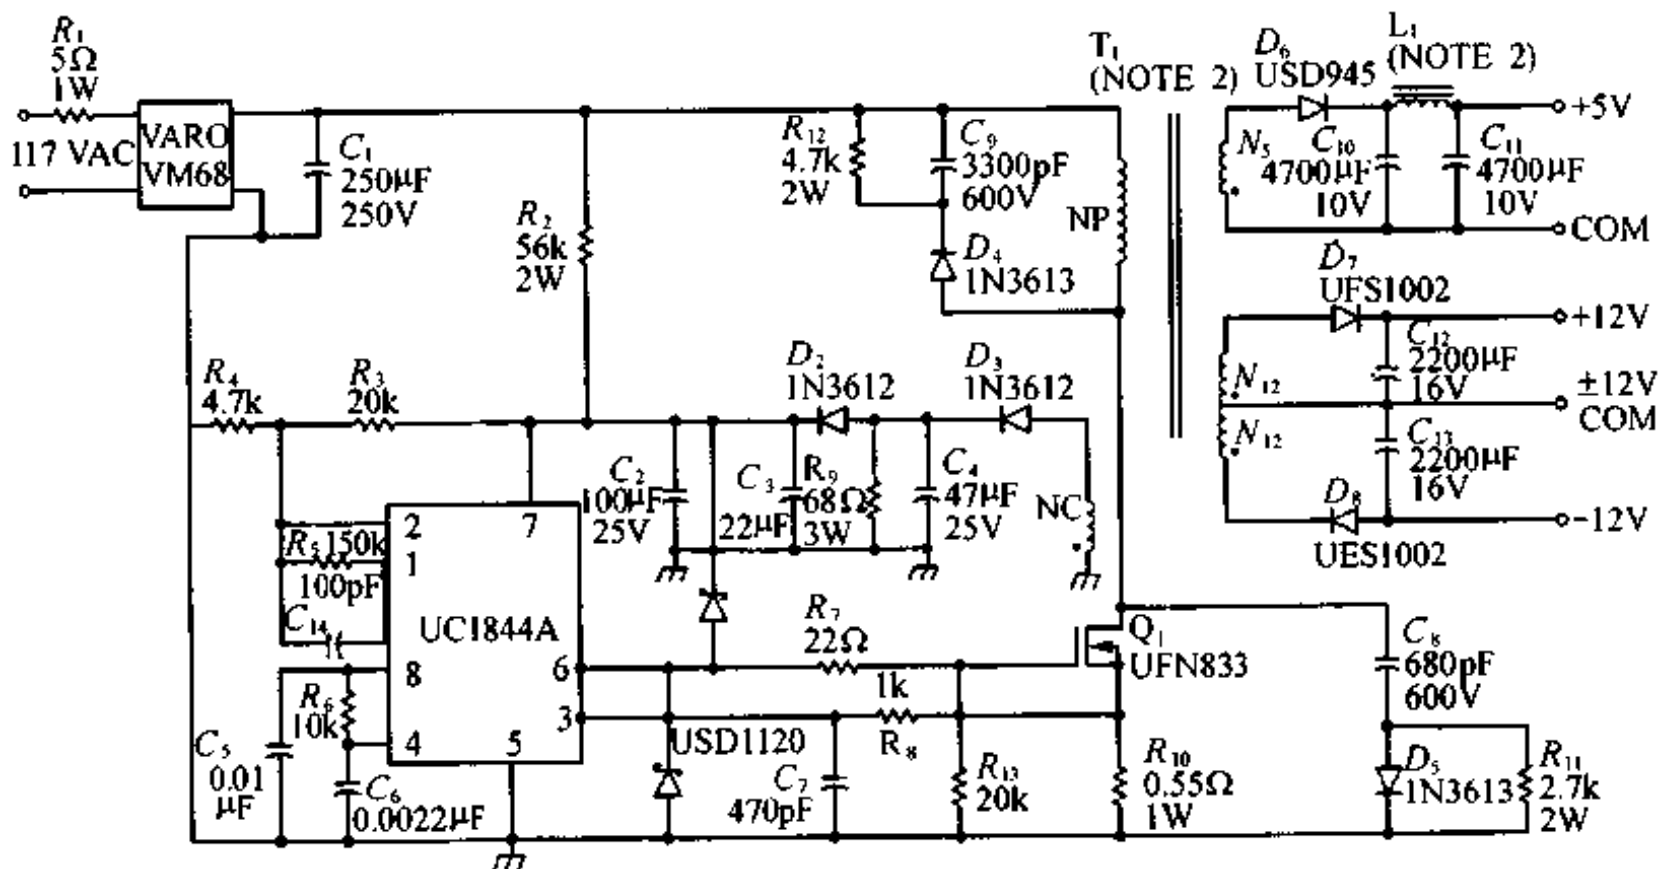 R₁
5Ω
1W
117 VAC
VARO
VM68
C₁
250μF
250V
R₂
56k
2W
R₁₂
4.7k
2W
C₉
3300pF
600V
D₄
1N3613
T₁
(NOTE 2)
NP
D₆
USD945
L₁
(NOTE 2)
N₅
C₁₀
4700μF
10V
C₁₁
4700μF
10V
+5V
COM
D₇
UFS1002
+12V
N₁₂
C₁₂
2200μF
16V
±12V
COM
N₁₂
C₁₃
2200μF
16V
D₈
UES1002
−12V
R₄
4.7k
R₃
20k
D₂
1N3612
D₃
1N3612
C₂
100μF
25V
C₃
22μF
R₉
68Ω
3W
C₄
47μF
25V
NC
2
7
R₅ 150k
1
100pF
C₁₄
UC1844A
8
6
R₆
10k
3
4
5
C₅
0.01
μF
C₆
0.0022μF
R₇
22Ω
1k
R₈
USD1120
C₇
470pF
R₁₃
20k
Q₁
UFN833
R₁₀
0.55Ω
1W
C₈
680pF
600V
D₅
1N3613
R₁₁
2.7k
2W